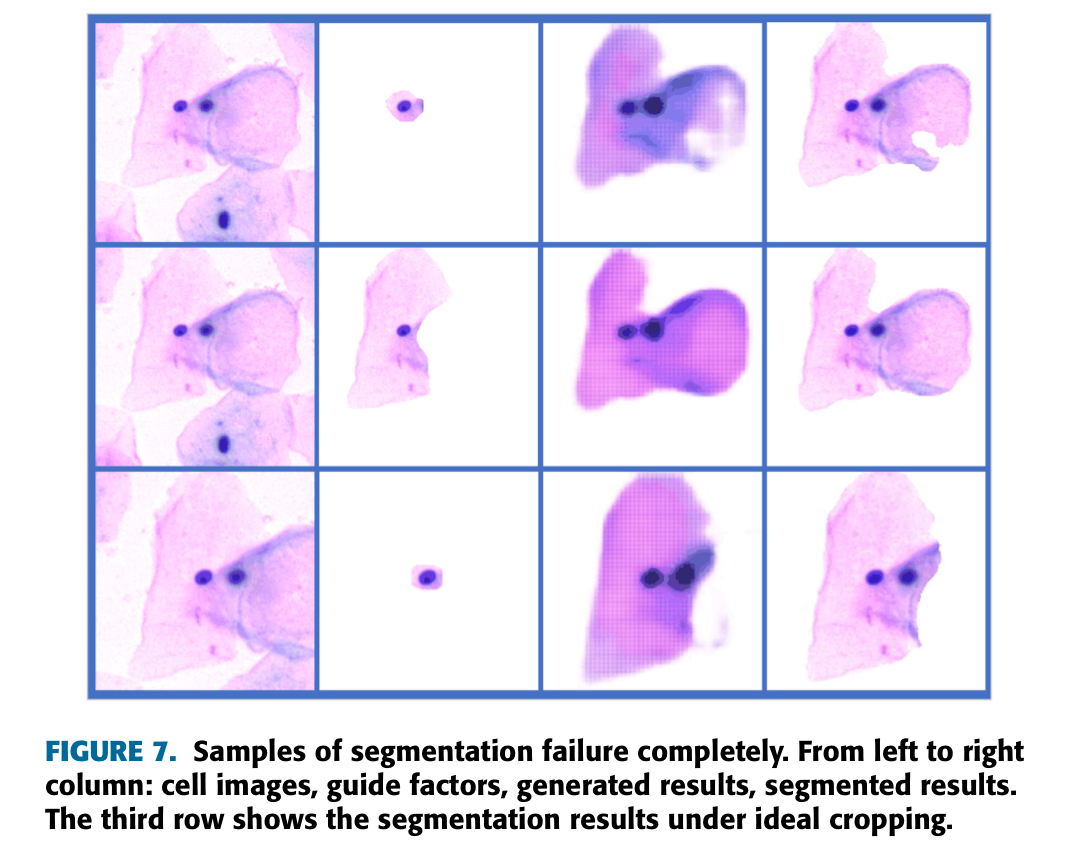 FIGURE 7. Samples of segmentation failure completely. From left to right
column: cell images, guide factors, generated results, segmented results.
The third row shows the segmentation results under ideal cropping.